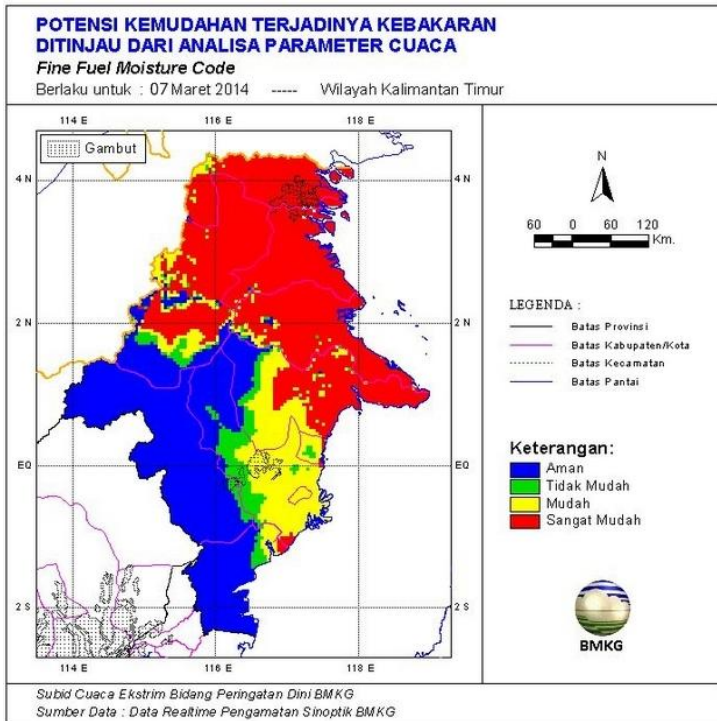 POTENSI KEMUDAHAN TERJADINYA KEBAKARAN
DITINJAU DARI ANALISA PARAMETER CUACA
Fine Fuel Moisture Code
Berlaku untuk : 07 Maret 2014 ----- Wilayah Kalimantan Timur
114 E 116 E 118 E
Gambut
4 N
2 N
EQ
2 S
4 N
2 N
EQ
2 S
114 E 116 E 118 E
N
60 0 60 120
Km.
LEGENDA :
Batas Provinsi
Batas Kabupaten/Kota
Batas Kecamatan
Batas Pantai
Keterangan:
Aman
Tidak Mudah
Mudah
Sangat Mudah
BMKG
Subid Cuaca Ekstrim Bidang Peringatan Dini BMKG
Sumber Data : Data Realtime Pengamatan Sinoptik BMKG